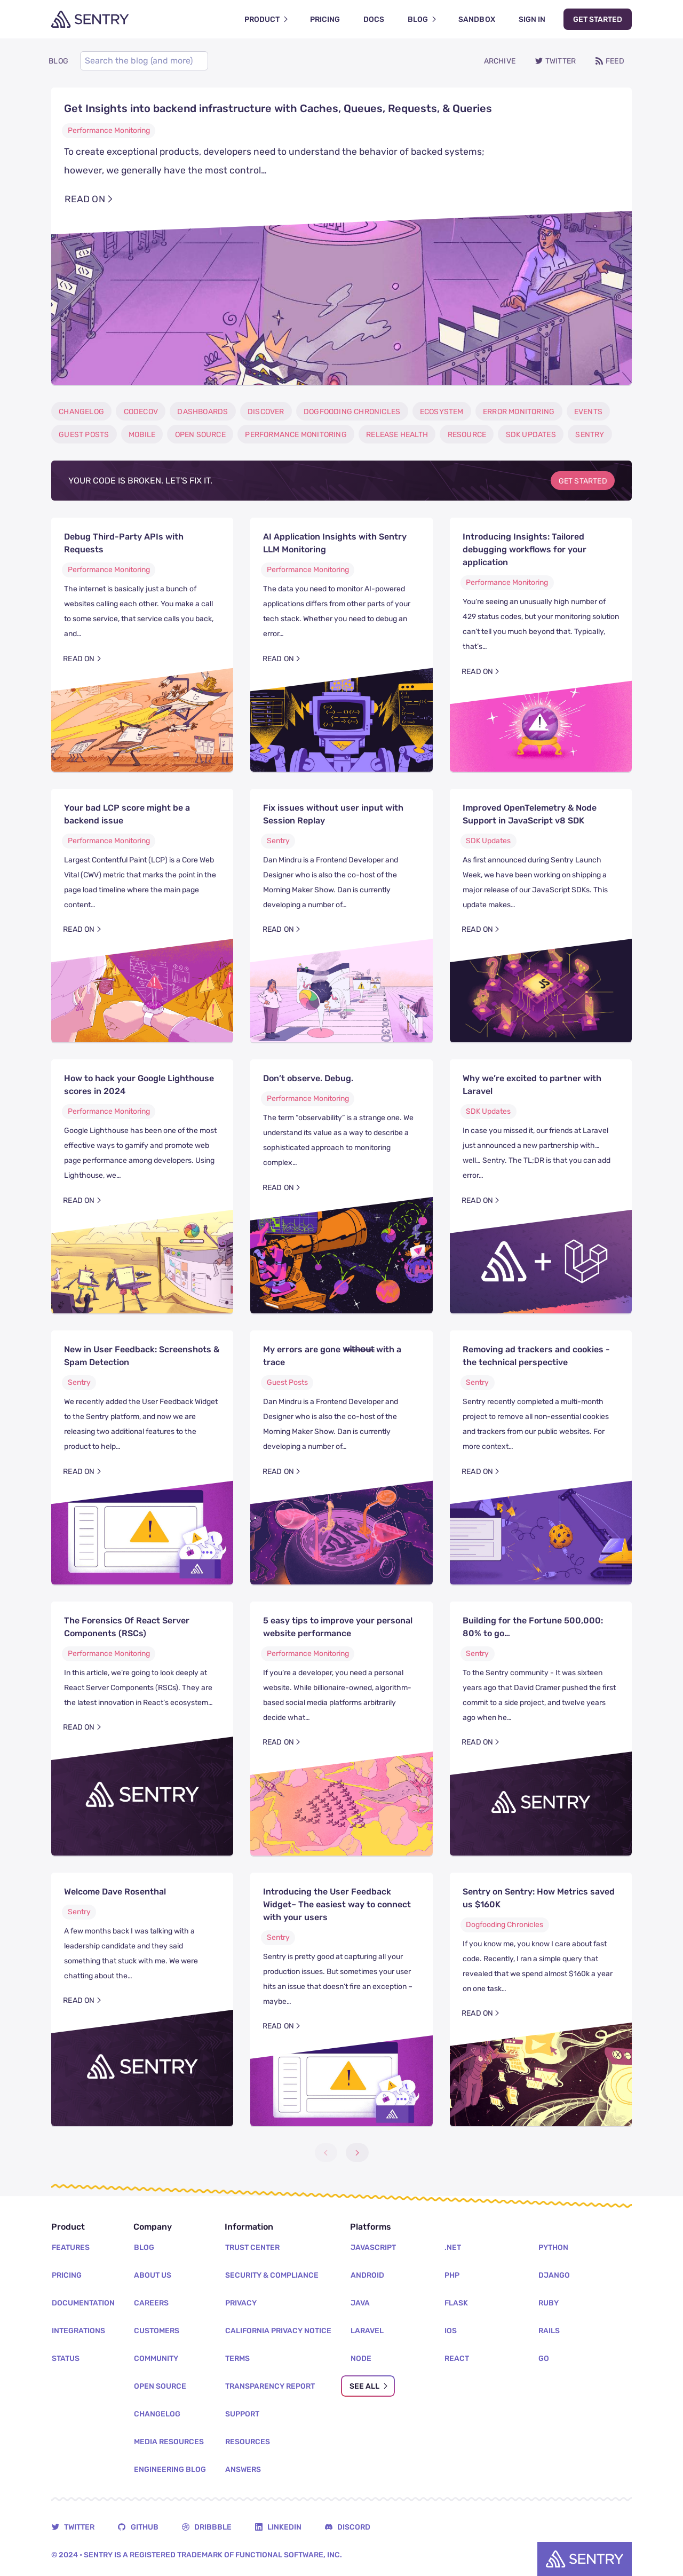 SENTRY
PRODUCT
PRICING
DOCS
BLOG
SANDBOX
SIGN IN
GET STARTED
BLOG
Search the blog (and more)
ARCHIVE
TWITTER
FEED
Get Insights into backend infrastructure with Caches, Queues, Requests, & Queries
Performance Monitoring
To create exceptional products, developers need to understand the behavior of backed systems;
however, we generally have the most control…
READ ON
CHANGELOG
CODECOV
DASHBOARDS
DISCOVER
DOGFOODING CHRONICLES
ECOSYSTEM
ERROR MONITORING
EVENTS
GUEST POSTS
MOBILE
OPEN SOURCE
PERFORMANCE MONITORING
RELEASE HEALTH
RESOURCE
SDK UPDATES
SENTRY
YOUR CODE IS BROKEN. LET'S FIX IT.
GET STARTED
Debug Third-Party APIs with
Requests
Performance Monitoring
The internet is basically just a bunch of
websites calling each other. You make a call
to some service, that service calls you back,
and…
READ ON
AI Application Insights with Sentry
LLM Monitoring
Performance Monitoring
The data you need to monitor AI-powered
applications differs from other parts of your
tech stack. Whether you need to debug an
error…
READ ON
Introducing Insights: Tailored
debugging workflows for your
application
Performance Monitoring
You're seeing an unusually high number of
429 status codes, but your monitoring solution
can't tell you much beyond that. Typically,
that's…
READ ON
Your bad LCP score might be a
backend issue
Performance Monitoring
Largest Contentful Paint (LCP) is a Core Web
Vital (CWV) metric that marks the point in the
page load timeline where the main page
content…
READ ON
Fix issues without user input with
Session Replay
Sentry
Dan Mindru is a Frontend Developer and
Designer who is also the co-host of the
Morning Maker Show. Dan is currently
developing a number of…
READ ON
Improved OpenTelemetry & Node
Support in JavaScript v8 SDK
SDK Updates
As first announced during Sentry Launch
Week, we have been working on shipping a
major release of our JavaScript SDKs. This
update makes…
READ ON
JS
How to hack your Google Lighthouse
scores in 2024
Performance Monitoring
Google Lighthouse has been one of the most
effective ways to gamify and promote web
page performance among developers. Using
Lighthouse, we…
READ ON
Don't observe. Debug.
Performance Monitoring
The term "observability" is a strange one. We
understand its value as a way to describe a
sophisticated approach to monitoring
complex…
READ ON
Why we're excited to partner with
Laravel
SDK Updates
In case you missed it, our friends at Laravel
just announced a new partnership with…
well… Sentry. The TL;DR is that you can add
error…
READ ON
New in User Feedback: Screenshots &
Spam Detection
Sentry
We recently added the User Feedback Widget
to the Sentry platform, and now we are
releasing two additional features to the
product to help…
READ ON
My errors are gone without with a
trace
Guest Posts
Dan Mindru is a Frontend Developer and
Designer who is also the co-host of the
Morning Maker Show. Dan is currently
developing a number of…
READ ON
Removing ad trackers and cookies -
the technical perspective
Sentry
Sentry recently completed a multi-month
project to remove all non-essential cookies
and trackers from our public websites. For
more context…
READ ON
The Forensics Of React Server
Components (RSCs)
Performance Monitoring
In this article, we're going to look deeply at
React Server Components (RSCs). They are
the latest innovation in React's ecosystem…
READ ON
SENTRY
5 easy tips to improve your personal
website performance
Performance Monitoring
If you're a developer, you need a personal
website. While billionaire-owned, algorithm-
based social media platforms arbitrarily
decide what…
READ ON
Building for the Fortune 500,000:
80% to go…
Sentry
To the Sentry community - It was sixteen
years ago that David Cramer pushed the first
commit to a side project, and twelve years
ago when he…
READ ON
SENTRY
Welcome Dave Rosenthal
Sentry
A few months back I was talking with a
leadership candidate and they said
something that stuck with me. We were
chatting about the…
READ ON
SENTRY
Introducing the User Feedback
Widget– The easiest way to connect
with your users
Sentry
Sentry is pretty good at capturing all your
production issues. But sometimes your user
hits an issue that doesn't fire an exception –
maybe…
READ ON
Sentry on Sentry: How Metrics saved
us $160K
Dogfooding Chronicles
If you know me, you know I care about fast
code. Recently, I ran a simple query that
revealed that we spend almost $160k a year
on one task…
READ ON
Product
FEATURES
PRICING
DOCUMENTATION
INTEGRATIONS
STATUS
Company
BLOG
ABOUT US
CAREERS
CUSTOMERS
COMMUNITY
OPEN SOURCE
CHANGELOG
MEDIA RESOURCES
ENGINEERING BLOG
Information
TRUST CENTER
SECURITY & COMPLIANCE
PRIVACY
CALIFORNIA PRIVACY NOTICE
TERMS
TRANSPARENCY REPORT
SUPPORT
RESOURCES
ANSWERS
Platforms
JAVASCRIPT
ANDROID
JAVA
LARAVEL
NODE
SEE ALL
.NET
PHP
FLASK
IOS
REACT
PYTHON
DJANGO
RUBY
RAILS
GO
TWITTER
GITHUB
DRIBBBLE
LINKEDIN
DISCORD
© 2024 • SENTRY IS A REGISTERED TRADEMARK OF FUNCTIONAL SOFTWARE, INC.
SENTRY